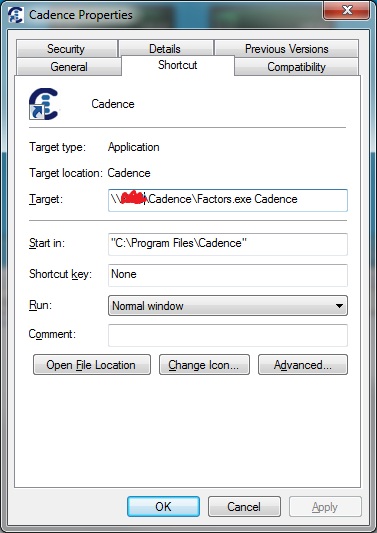 Cadence Properties
Security Details Previous Versions
General Shortcut Compatibility
Cadence
Target type: Application
Target location: Cadence
Target: \\ \Cadence\Factors.exe Cadence
Start in: "C:\Program Files\Cadence"
Shortcut key: None
Run: Normal window
Comment:
Open File Location Change Icon... Advanced...
OK Cancel Apply